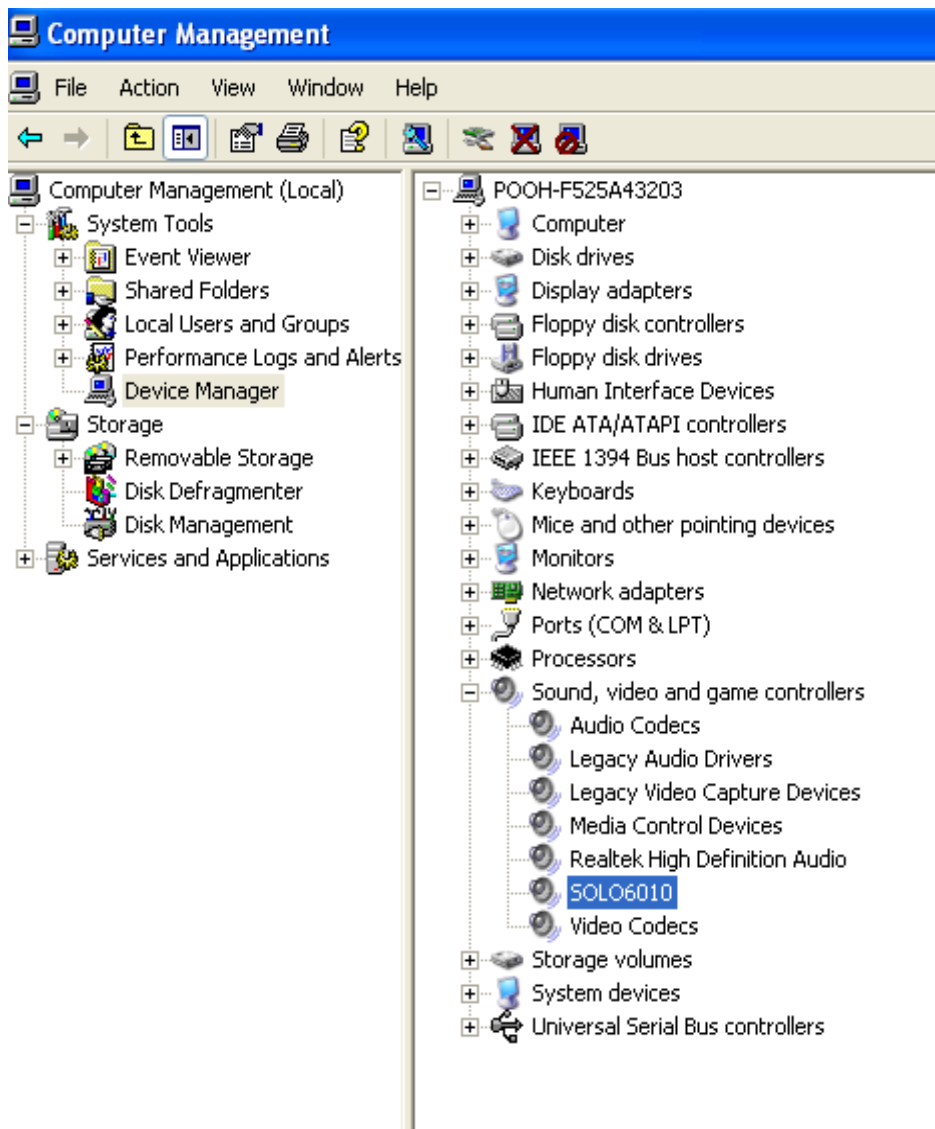 Computer Management
File Action View Window Help
Computer Management (Local)
System Tools
Event Viewer
Shared Folders
Local Users and Groups
Performance Logs and Alerts
Device Manager
Storage
Removable Storage
Disk Defragmenter
Disk Management
Services and Applications
POOH-F525A43203
Computer
Disk drives
Display adapters
Floppy disk controllers
Floppy disk drives
Human Interface Devices
IDE ATA/ATAPI controllers
IEEE 1394 Bus host controllers
Keyboards
Mice and other pointing devices
Monitors
Network adapters
Ports (COM & LPT)
Processors
Sound, video and game controllers
Audio Codecs
Legacy Audio Drivers
Legacy Video Capture Devices
Media Control Devices
Realtek High Definition Audio
SOLO6010
Video Codecs
Storage volumes
System devices
Universal Serial Bus controllers